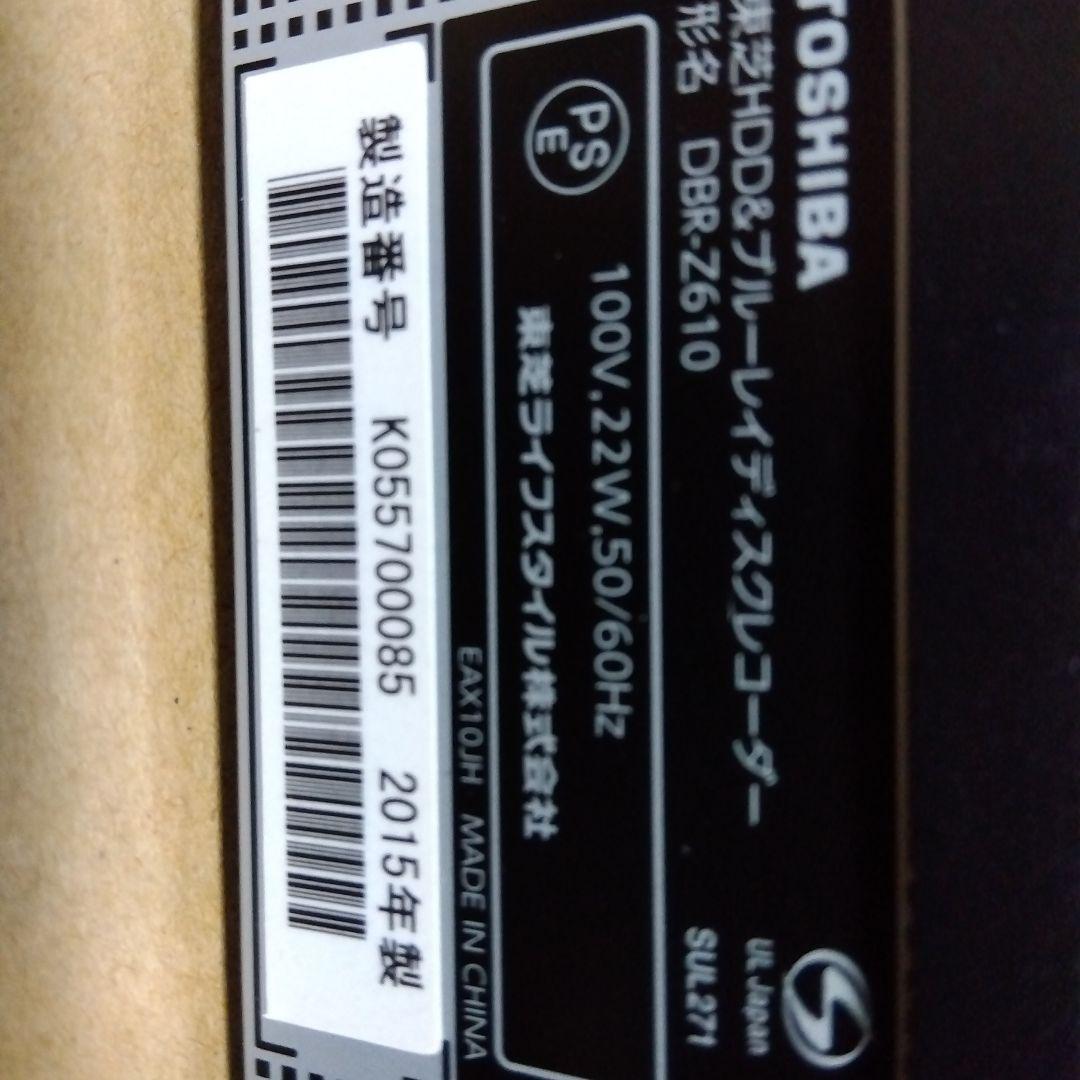 TOSHIBA
東芝HDD&ブルーレイディスクレコーダー
形名 DBR-Z610
UL Japan
SUL271
PS
E
100V,22W,50/60Hz
東芝ライフスタイル株式会社
EAX10JH MADE IN CHINA
製造番号 K055700085 2015年製